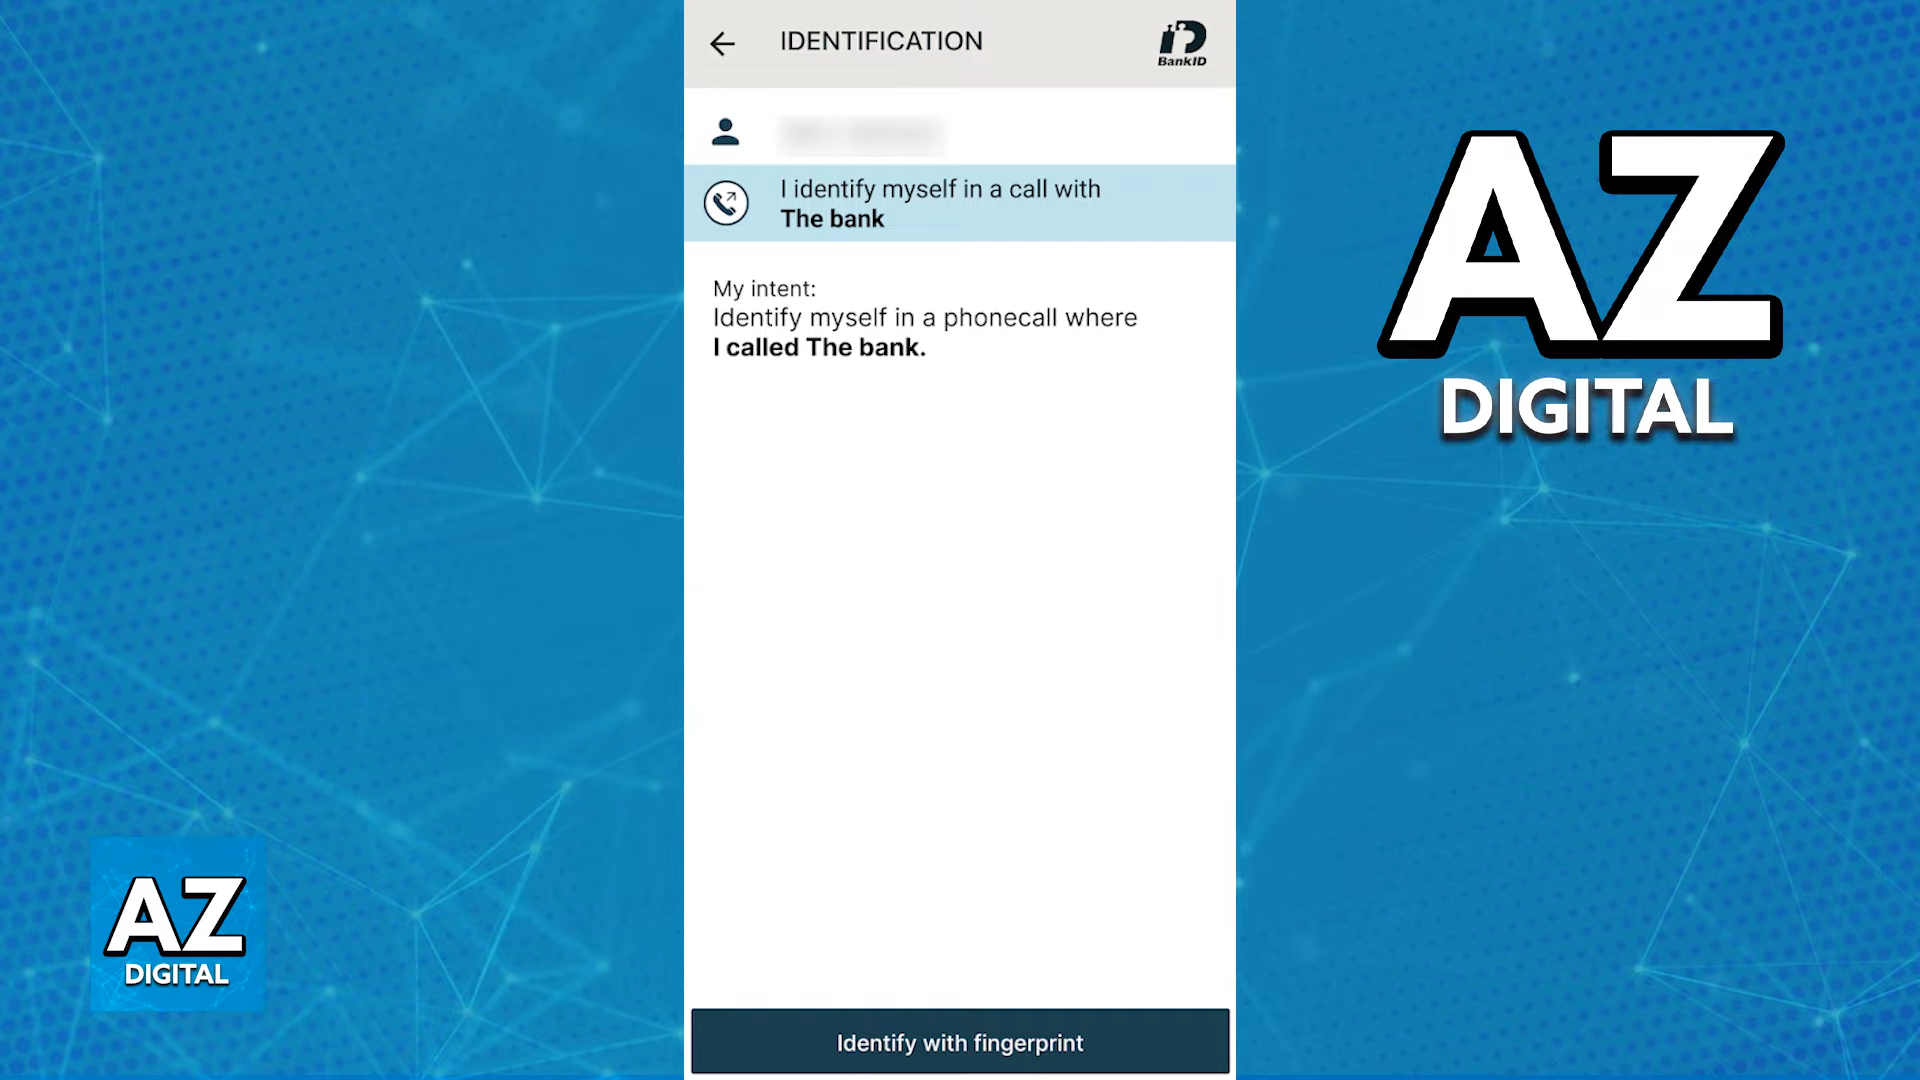 IDENTIFICATION
BankID
I identify myself in a call with
The bank
My intent:
Identify myself in a phonecall where
I called The bank.
Identify with fingerprint
AZ
DIGITAL
AZ
DIGITAL